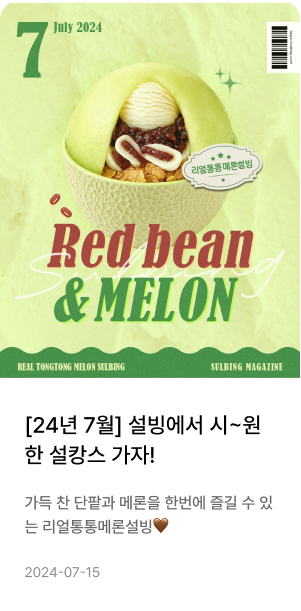 7
July 2024
리얼통통메론설빙
Red bean
& MELON
Sulbing
REAL TONGTONG MELON SULBING
SULBING MAGAZINE
[24년 7월] 설빙에서 시~원
한 설캉스 가자!
가득 찬 단팥과 메론을 한번에 즐길 수 있
는 리얼통통메론설빙🤎
2024-07-15